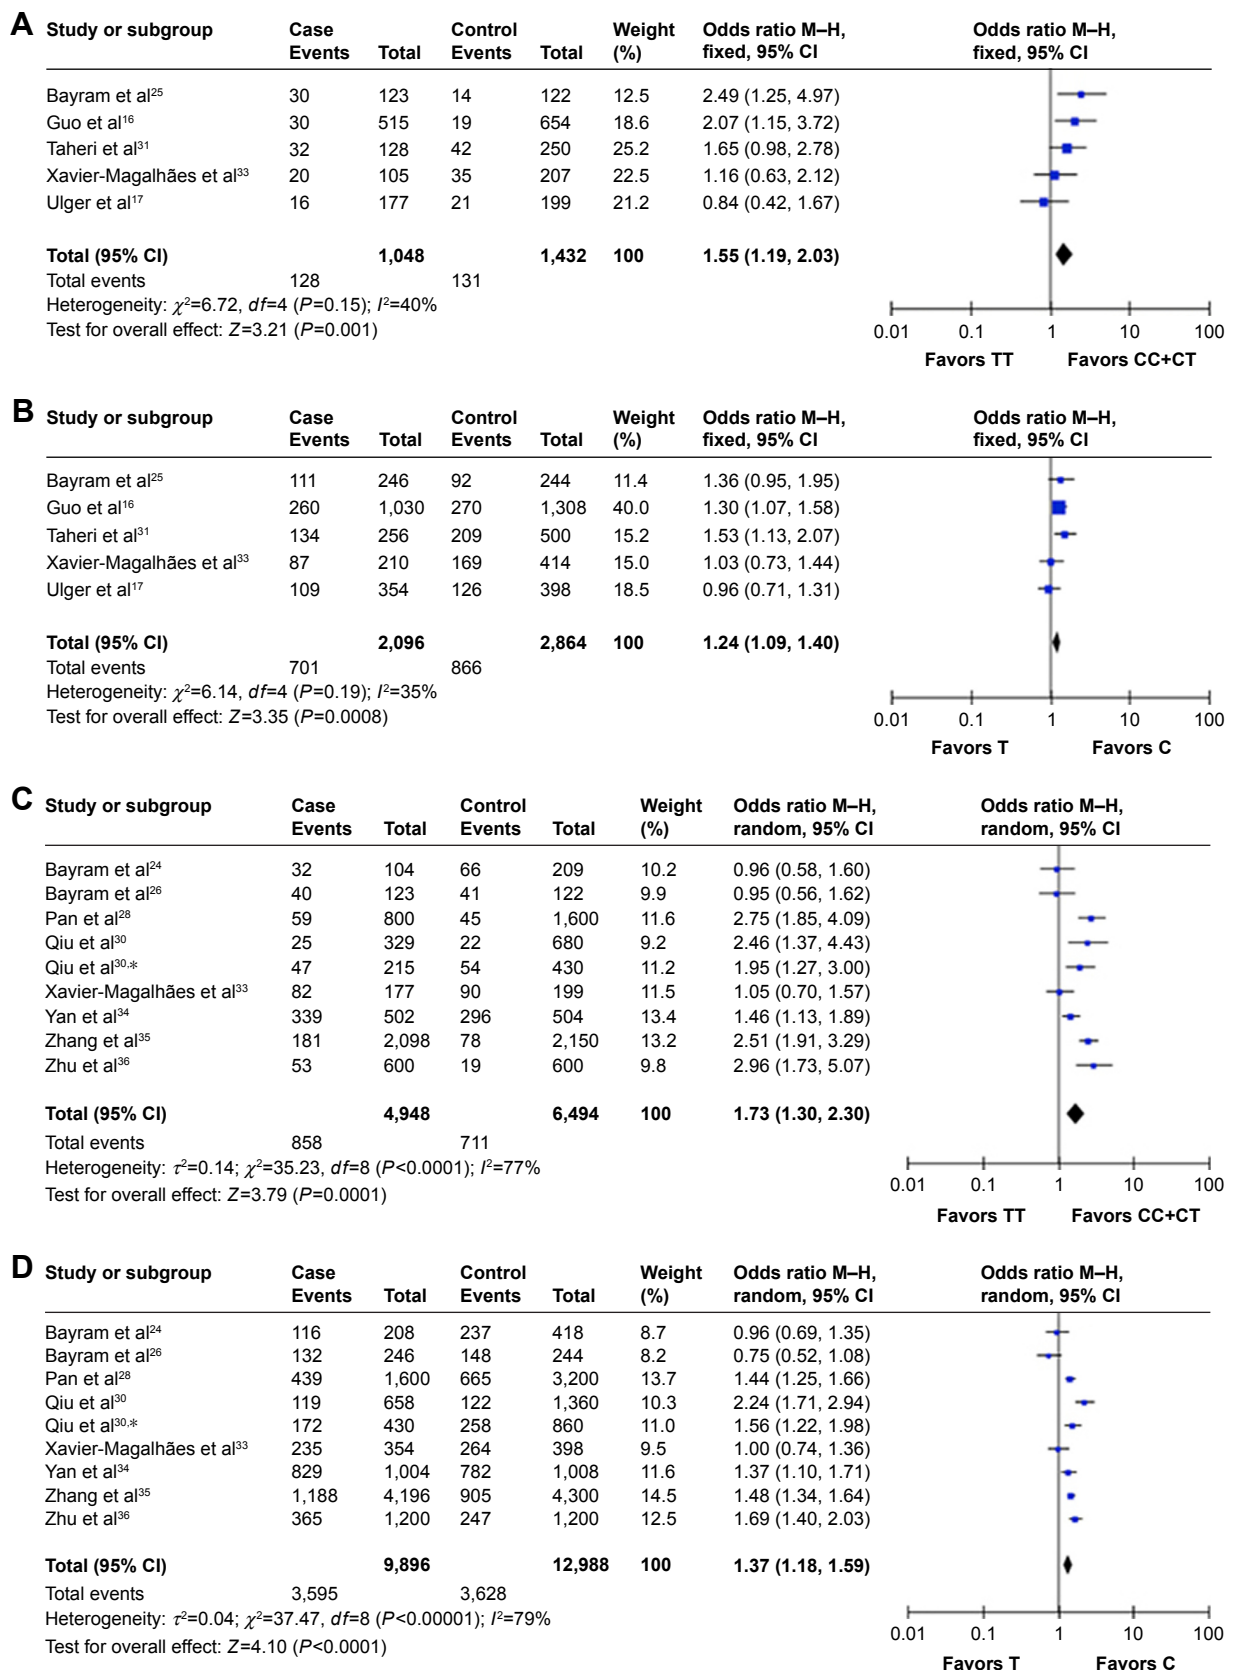 A Study or subgroup Case Control Weight Odds ratio M–H, Odds ratio M–H,
Events Total Events Total (%) fixed, 95% CI fixed, 95% CI
Bayram et al25 30 123 14 122 12.5 2.49 (1.25, 4.97)
Guo et al16 30 515 19 654 18.6 2.07 (1.15, 3.72)
Taheri et al31 32 128 42 250 25.2 1.65 (0.98, 2.78)
Xavier-Magalhães et al33 20 105 35 207 22.5 1.16 (0.63, 2.12)
Ulger et al17 16 177 21 199 21.2 0.84 (0.42, 1.67)
Total (95% CI) 1,048 1,432 100 1.55 (1.19, 2.03)
Total events 128 131
Heterogeneity: χ2=6.72, df=4 (P=0.15); I2=40%
Test for overall effect: Z=3.21 (P=0.001)
0.01 0.1 1 10 100
Favors TT Favors CC+CT
B Study or subgroup Case Control Weight Odds ratio M–H, Odds ratio M–H,
Events Total Events Total (%) fixed, 95% CI fixed, 95% CI
Bayram et al25 111 246 92 244 11.4 1.36 (0.95, 1.95)
Guo et al16 260 1,030 270 1,308 40.0 1.30 (1.07, 1.58)
Taheri et al31 134 256 209 500 15.2 1.53 (1.13, 2.07)
Xavier-Magalhães et al33 87 210 169 414 15.0 1.03 (0.73, 1.44)
Ulger et al17 109 354 126 398 18.5 0.96 (0.71, 1.31)
Total (95% CI) 2,096 2,864 100 1.24 (1.09, 1.40)
Total events 701 866
Heterogeneity: χ2=6.14, df=4 (P=0.19); I2=35%
Test for overall effect: Z=3.35 (P=0.0008)
0.01 0.1 1 10 100
Favors T Favors C
C Study or subgroup Case Control Weight Odds ratio M–H, Odds ratio M–H,
Events Total Events Total (%) random, 95% CI random, 95% CI
Bayram et al24 32 104 66 209 10.2 0.96 (0.58, 1.60)
Bayram et al26 40 123 41 122 9.9 0.95 (0.56, 1.62)
Pan et al28 59 800 45 1,600 11.6 2.75 (1.85, 4.09)
Qiu et al30 25 329 22 680 9.2 2.46 (1.37, 4.43)
Qiu et al30,* 47 215 54 430 11.2 1.95 (1.27, 3.00)
Xavier-Magalhães et al33 82 177 90 199 11.5 1.05 (0.70, 1.57)
Yan et al34 339 502 296 504 13.4 1.46 (1.13, 1.89)
Zhang et al35 181 2,098 78 2,150 13.2 2.51 (1.91, 3.29)
Zhu et al36 53 600 19 600 9.8 2.96 (1.73, 5.07)
Total (95% CI) 4,948 6,494 100 1.73 (1.30, 2.30)
Total events 858 711
Heterogeneity: τ2=0.14; χ2=35.23, df=8 (P<0.0001); I2=77%
Test for overall effect: Z=3.79 (P=0.0001)
0.01 0.1 1 10 100
Favors TT Favors CC+CT
D Study or subgroup Case Control Weight Odds ratio M–H, Odds ratio M–H,
Events Total Events Total (%) random, 95% CI random, 95% CI
Bayram et al24 116 208 237 418 8.7 0.96 (0.69, 1.35)
Bayram et al26 132 246 148 244 8.2 0.75 (0.52, 1.08)
Pan et al28 439 1,600 665 3,200 13.7 1.44 (1.25, 1.66)
Qiu et al30 119 658 122 1,360 10.3 2.24 (1.71, 2.94)
Qiu et al30,* 172 430 258 860 11.0 1.56 (1.22, 1.98)
Xavier-Magalhães et al33 235 354 264 398 9.5 1.00 (0.74, 1.36)
Yan et al34 829 1,004 782 1,008 11.6 1.37 (1.10, 1.71)
Zhang et al35 1,188 4,196 905 4,300 14.5 1.48 (1.34, 1.64)
Zhu et al36 365 1,200 247 1,200 12.5 1.69 (1.40, 2.03)
Total (95% CI) 9,896 12,988 100 1.37 (1.18, 1.59)
Total events 3,595 3,628
Heterogeneity: τ2=0.04; χ2=37.47, df=8 (P<0.00001); I2=79%
Test for overall effect: Z=4.10 (P<0.0001)
0.01 0.1 1 10 100
Favors T Favors C